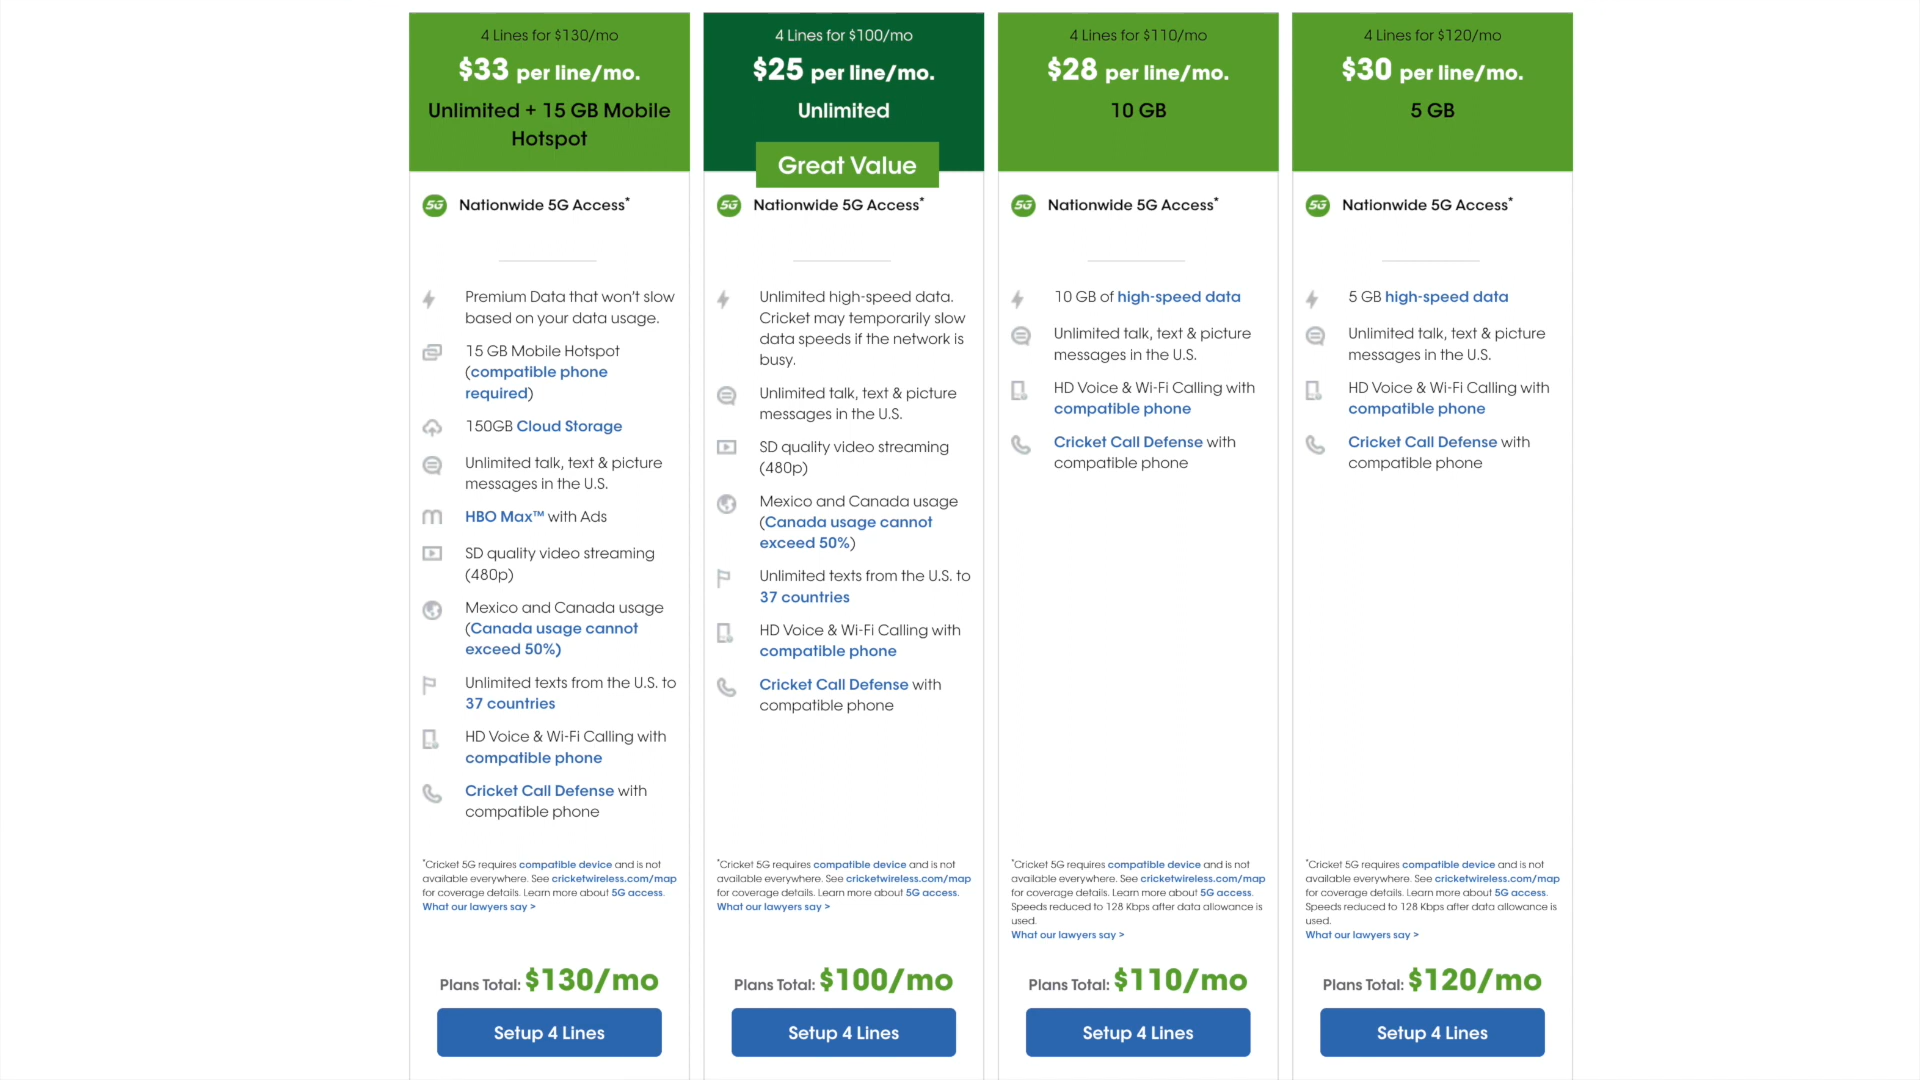 4 Lines for $130/mo
$33 per line/mo.
Unlimited + 15 GB Mobile
Hotspot
5G Nationwide 5G Access*
Premium Data that won't slow
based on your data usage.
15 GB Mobile Hotspot
(compatible phone
required)
150GB Cloud Storage
Unlimited talk, text & picture
messages in the U.S.
HBO Max™ with Ads
SD quality video streaming
(480p)
Mexico and Canada usage
(Canada usage cannot
exceed 50%)
Unlimited texts from the U.S. to
37 countries
HD Voice & Wi-Fi Calling with
compatible phone
Cricket Call Defense with
compatible phone
*Cricket 5G requires compatible device and is not
available everywhere. See cricketwireless.com/map
for coverage details. Learn more about 5G access.
What our lawyers say >
Plans Total: $130/mo
Setup 4 Lines
4 Lines for $100/mo
$25 per line/mo.
Unlimited
Great Value
5G Nationwide 5G Access*
Unlimited high-speed data.
Cricket may temporarily slow
data speeds if the network is
busy.
Unlimited talk, text & picture
messages in the U.S.
SD quality video streaming
(480p)
Mexico and Canada usage
(Canada usage cannot
exceed 50%)
Unlimited texts from the U.S. to
37 countries
HD Voice & Wi-Fi Calling with
compatible phone
Cricket Call Defense with
compatible phone
*Cricket 5G requires compatible device and is not
available everywhere. See cricketwireless.com/map
for coverage details. Learn more about 5G access.
What our lawyers say >
Plans Total: $100/mo
Setup 4 Lines
4 Lines for $110/mo
$28 per line/mo.
10 GB
5G Nationwide 5G Access*
10 GB of high-speed data
Unlimited talk, text & picture
messages in the U.S.
HD Voice & Wi-Fi Calling with
compatible phone
Cricket Call Defense with
compatible phone
*Cricket 5G requires compatible device and is not
available everywhere. See cricketwireless.com/map
for coverage details. Learn more about 5G access.
Speeds reduced to 128 Kbps after data allowance is
used.
What our lawyers say >
Plans Total: $110/mo
Setup 4 Lines
4 Lines for $120/mo
$30 per line/mo.
5 GB
5G Nationwide 5G Access*
5 GB high-speed data
Unlimited talk, text & picture
messages in the U.S.
HD Voice & Wi-Fi Calling with
compatible phone
Cricket Call Defense with
compatible phone
*Cricket 5G requires compatible device and is not
available everywhere. See cricketwireless.com/map
for coverage details. Learn more about 5G access.
Speeds reduced to 128 Kbps after data allowance is
used.
What our lawyers say >
Plans Total: $120/mo
Setup 4 Lines